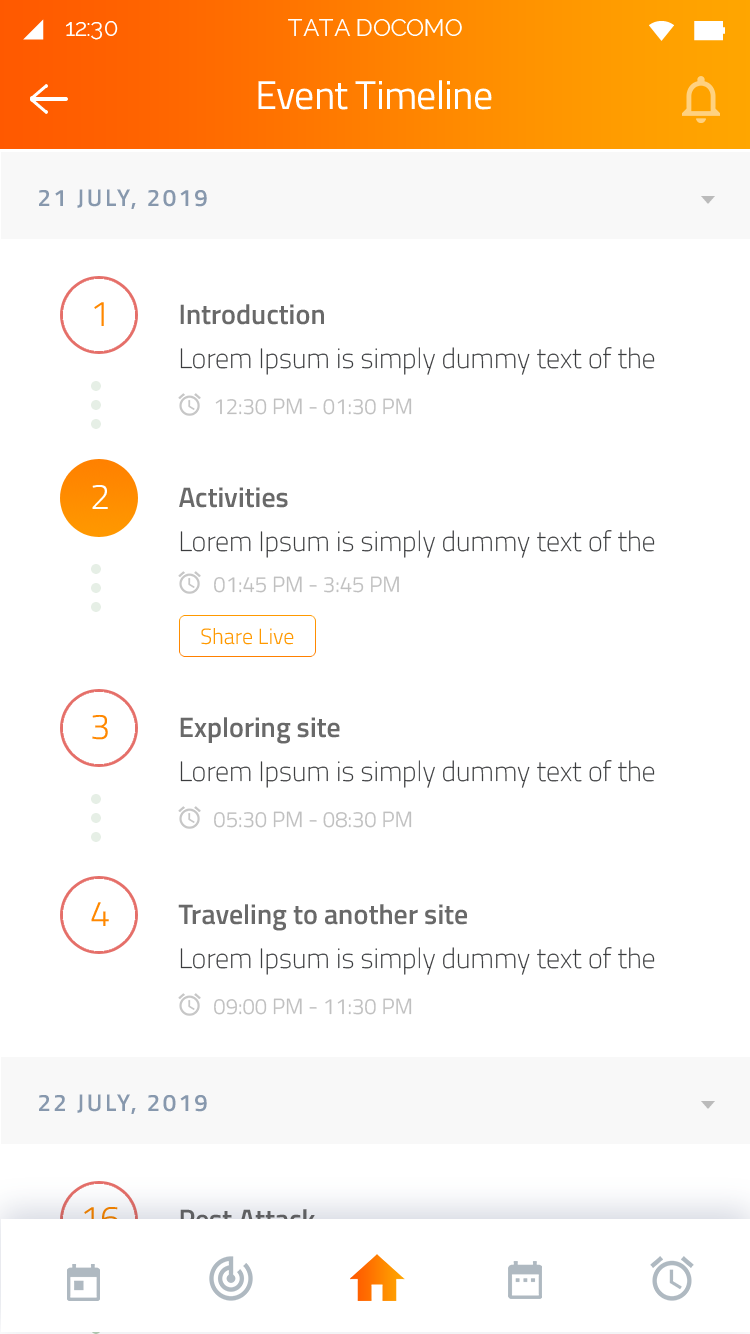 12:30 TATA DOCOMO
Event Timeline
21 JULY, 2019
1 Introduction
Lorem Ipsum is simply dummy text of the
12:30 PM - 01:30 PM
2 Activities
Lorem Ipsum is simply dummy text of the
01:45 PM - 3:45 PM
Share Live
3 Exploring site
Lorem Ipsum is simply dummy text of the
05:30 PM - 08:30 PM
4 Traveling to another site
Lorem Ipsum is simply dummy text of the
09:00 PM - 11:30 PM
22 JULY, 2019
Attack